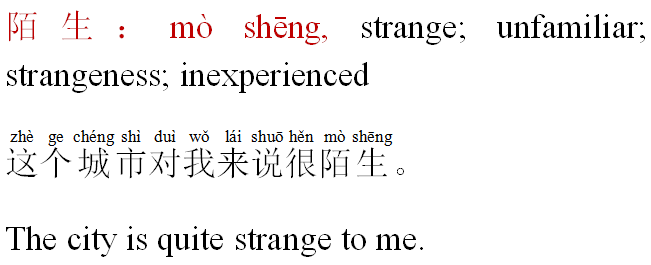 陌生：mò shēng, strange; unfamiliar;
strangeness; inexperienced
zhè ge chéng shì duì wǒ lái shuō hěn mò shēng
这个城市对我来说很陌生。
The city is quite strange to me.